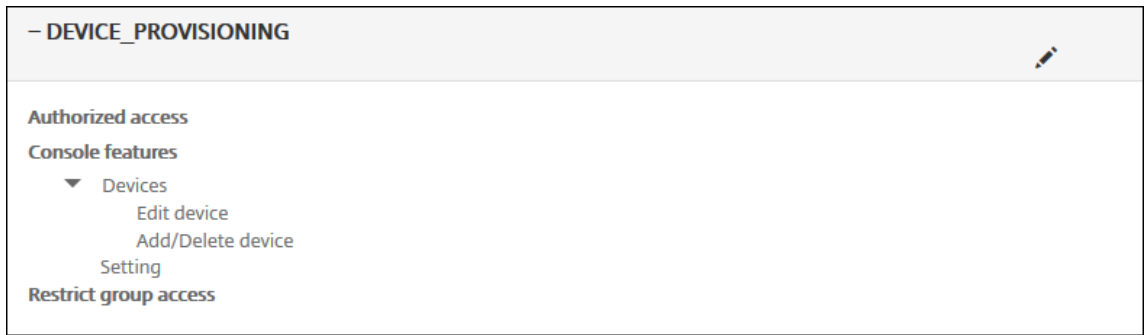 – DEVICE_PROVISIONING
Authorized access
Console features
Devices
Edit device
Add/Delete device
Setting
Restrict group access